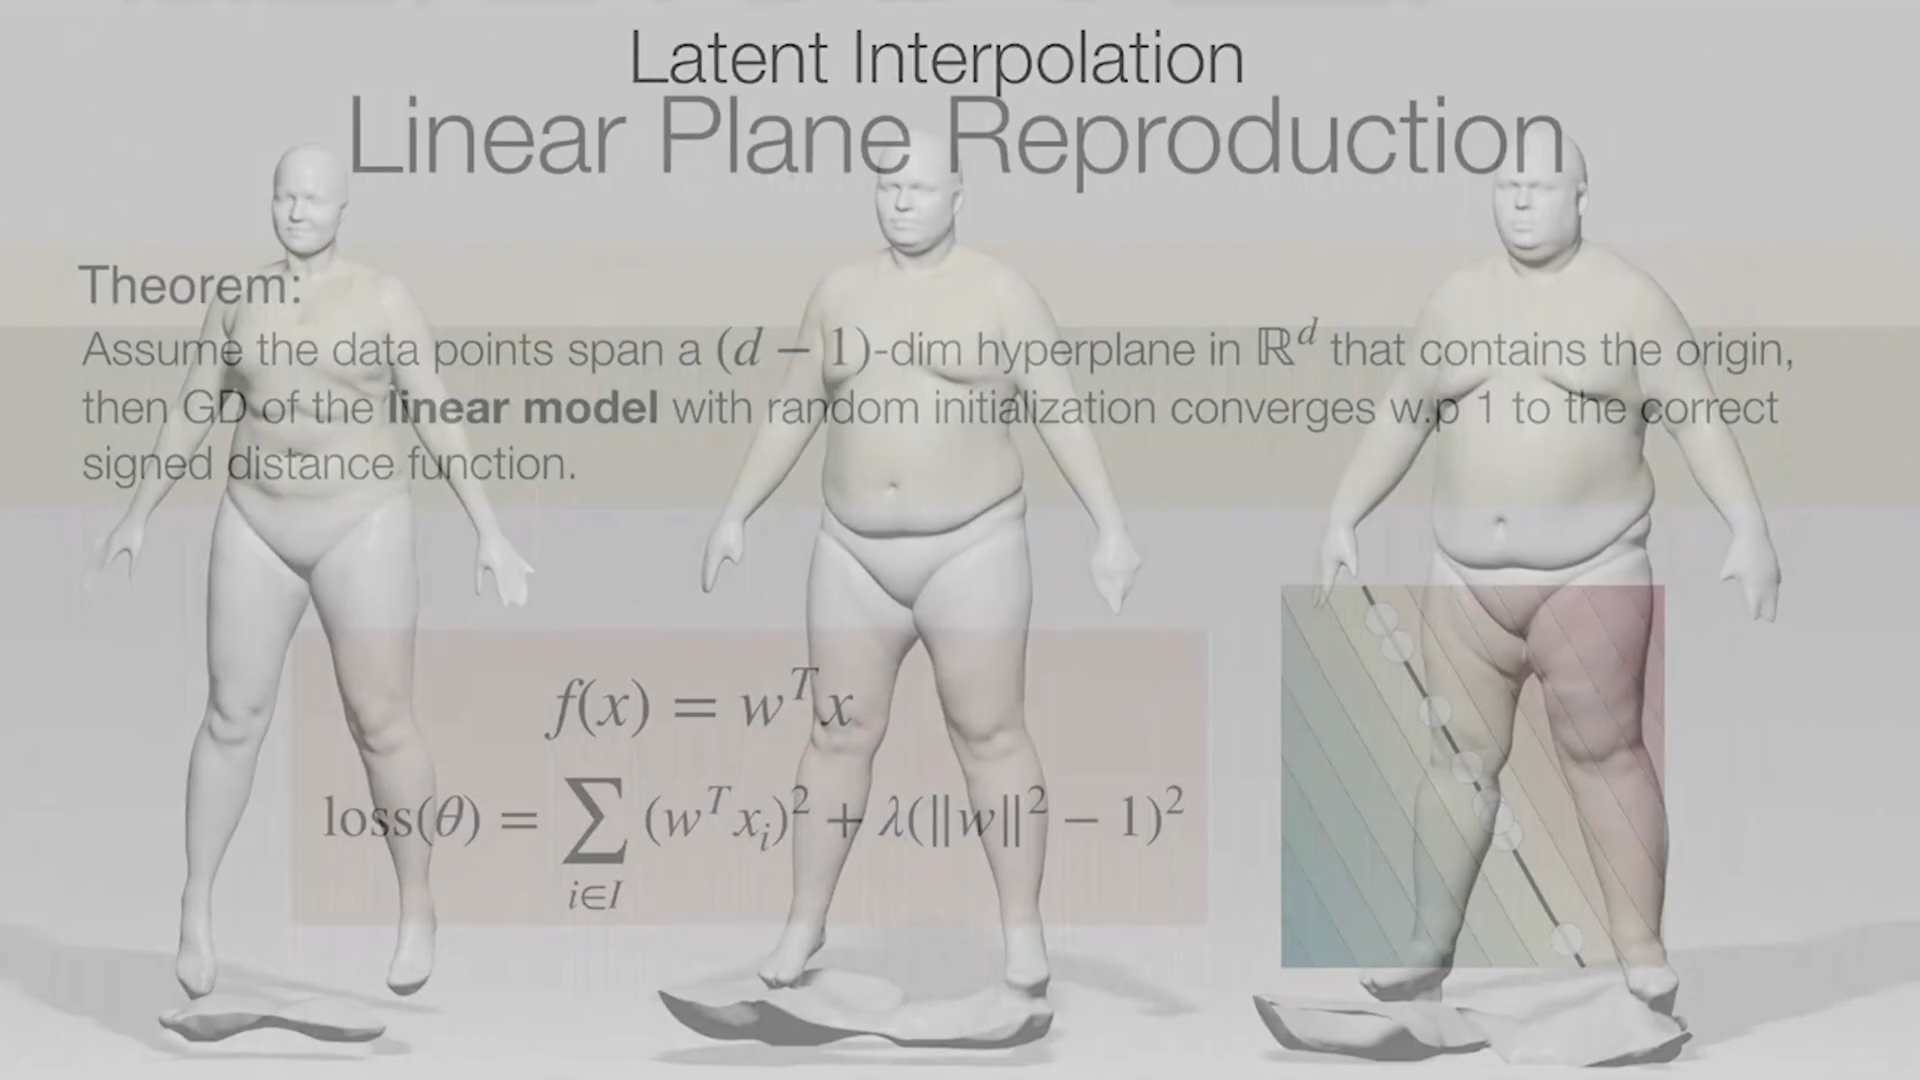 Latent Interpolation
Linear Plane Reproduction
Theorem:
Assume the data points span a (d − 1)-dim hyperplane in ℝ^d that contains the origin,
then GD of the linear model with random initialization converges w.p 1 to the correct
signed distance function.
f(x) = w^T x
loss(θ) = ∑_{i∈I} (w^T x_i)^2 + λ(‖w‖^2 − 1)^2